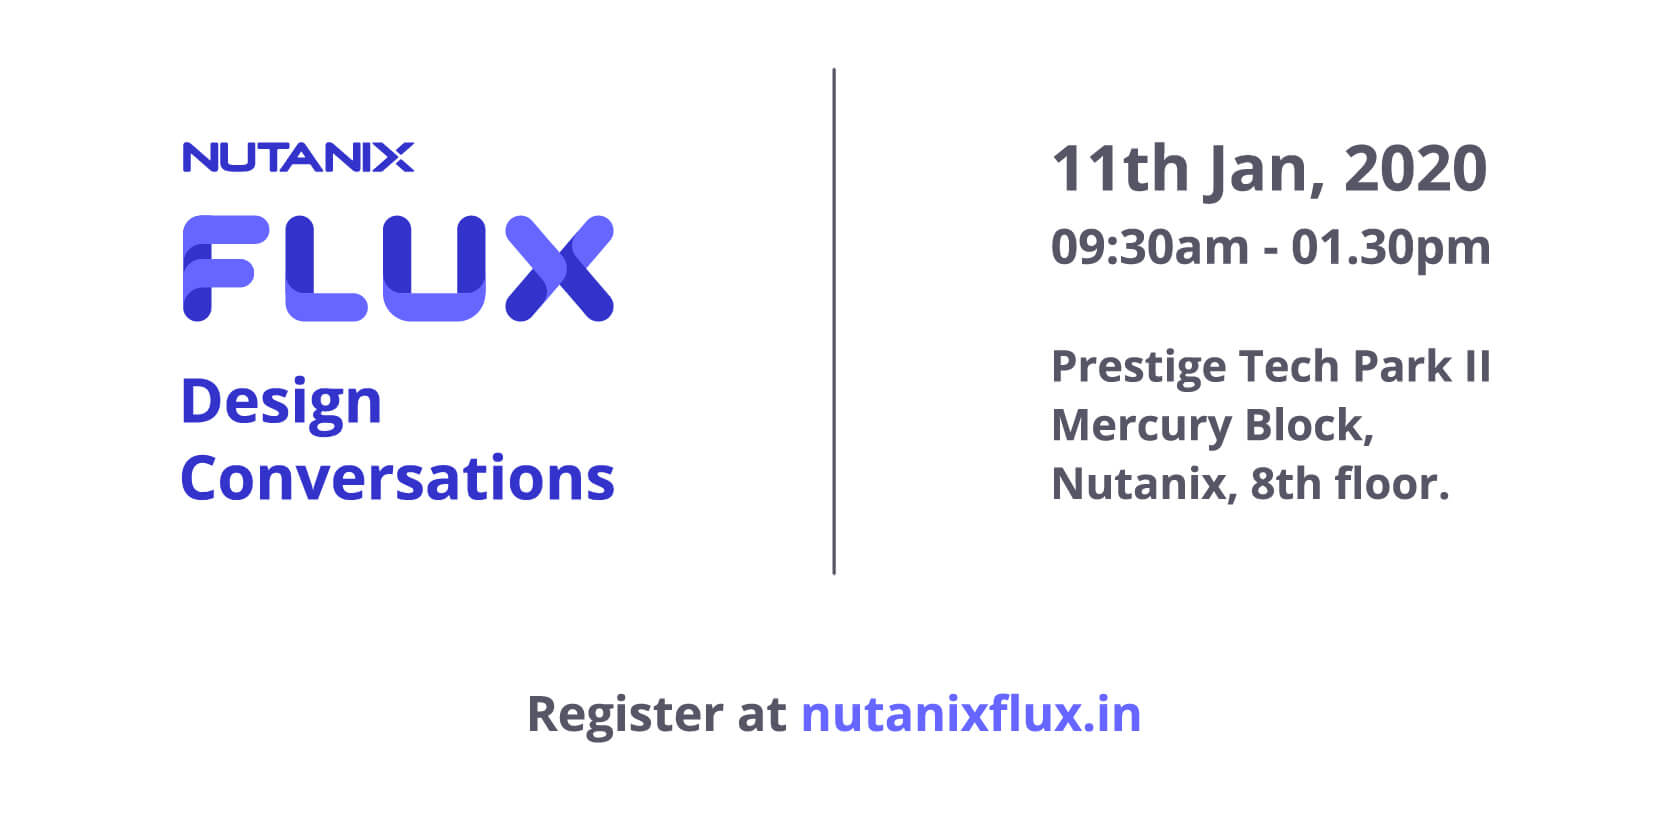 NUTANIX
FLUX
Design
Conversations
11th Jan, 2020
09:30am - 01.30pm
Prestige Tech Park II
Mercury Block,
Nutanix, 8th floor.
Register at nutanixflux.in